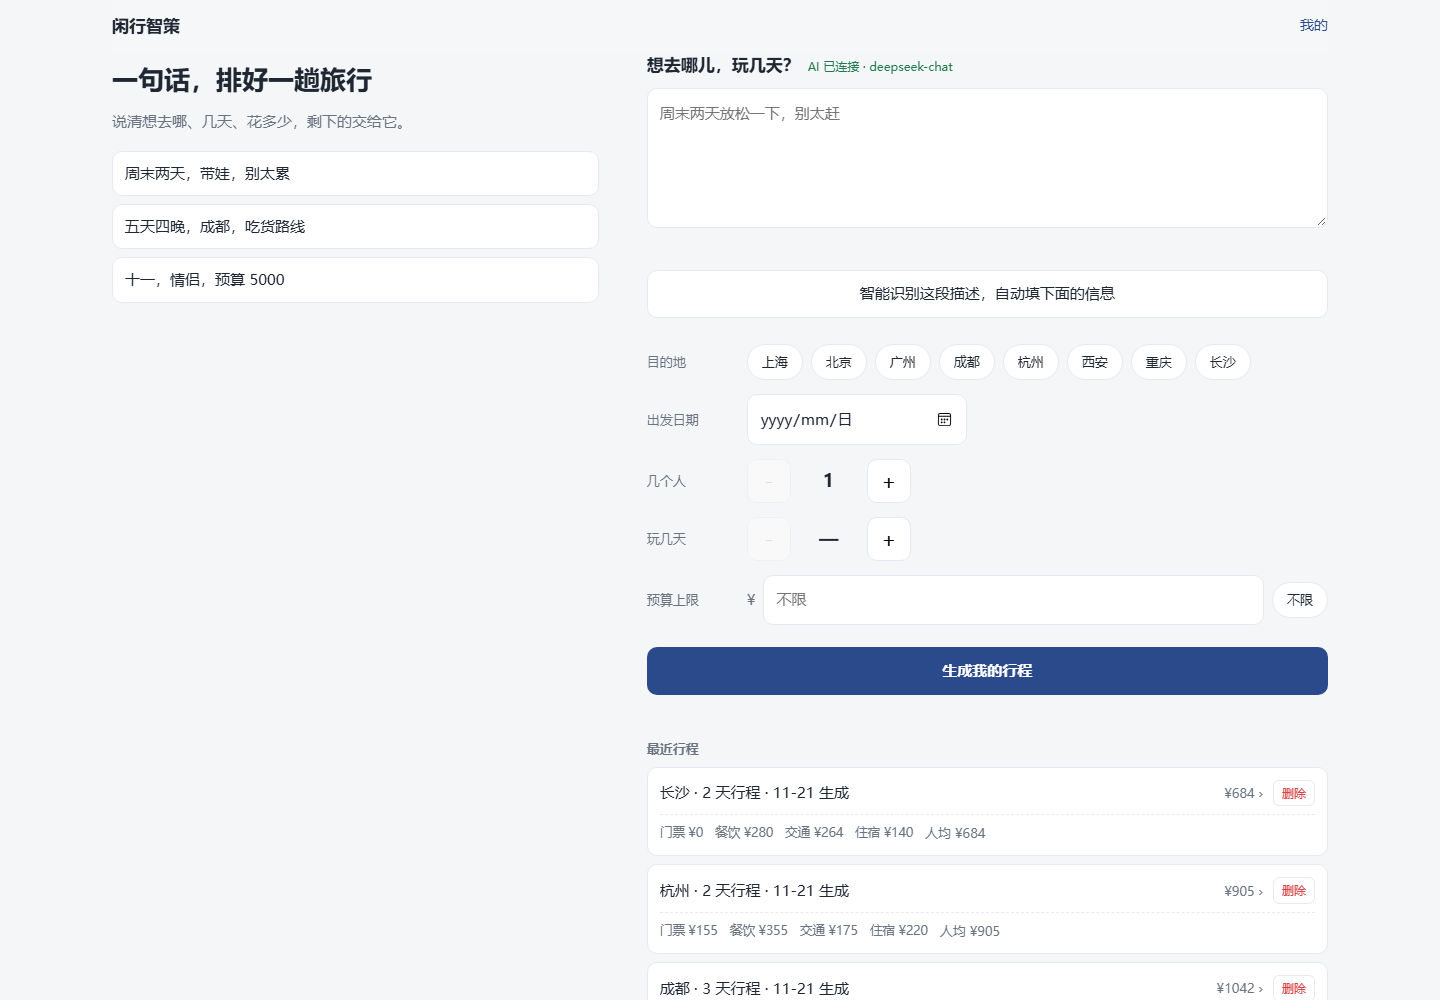 闲行智策
我的
一句话，排好一趟旅行
说清想去哪、几天、花多少，剩下的交给它。
周末两天，带娃，别太累
五天四晚，成都，吃货路线
十一，情侣，预算 5000
想去哪儿，玩几天？ AI 已连接 · deepseek-chat
周末两天放松一下，别太赶
智能识别这段描述，自动填下面的信息
目的地 上海 北京 广州 成都 杭州 西安 重庆 长沙
出发日期 yyyy/mm/日
几个人 − 1 +
玩几天 − — +
预算上限 ¥ 不限 不限
生成我的行程
最近行程
长沙 · 2 天行程 · 11-21 生成 ¥684 › 删除
门票 ¥0 餐饮 ¥280 交通 ¥264 住宿 ¥140 人均 ¥684
杭州 · 2 天行程 · 11-21 生成 ¥905 › 删除
门票 ¥155 餐饮 ¥355 交通 ¥175 住宿 ¥220 人均 ¥905
成都 · 3 天行程 · 11-21 生成 ¥1042 › 删除